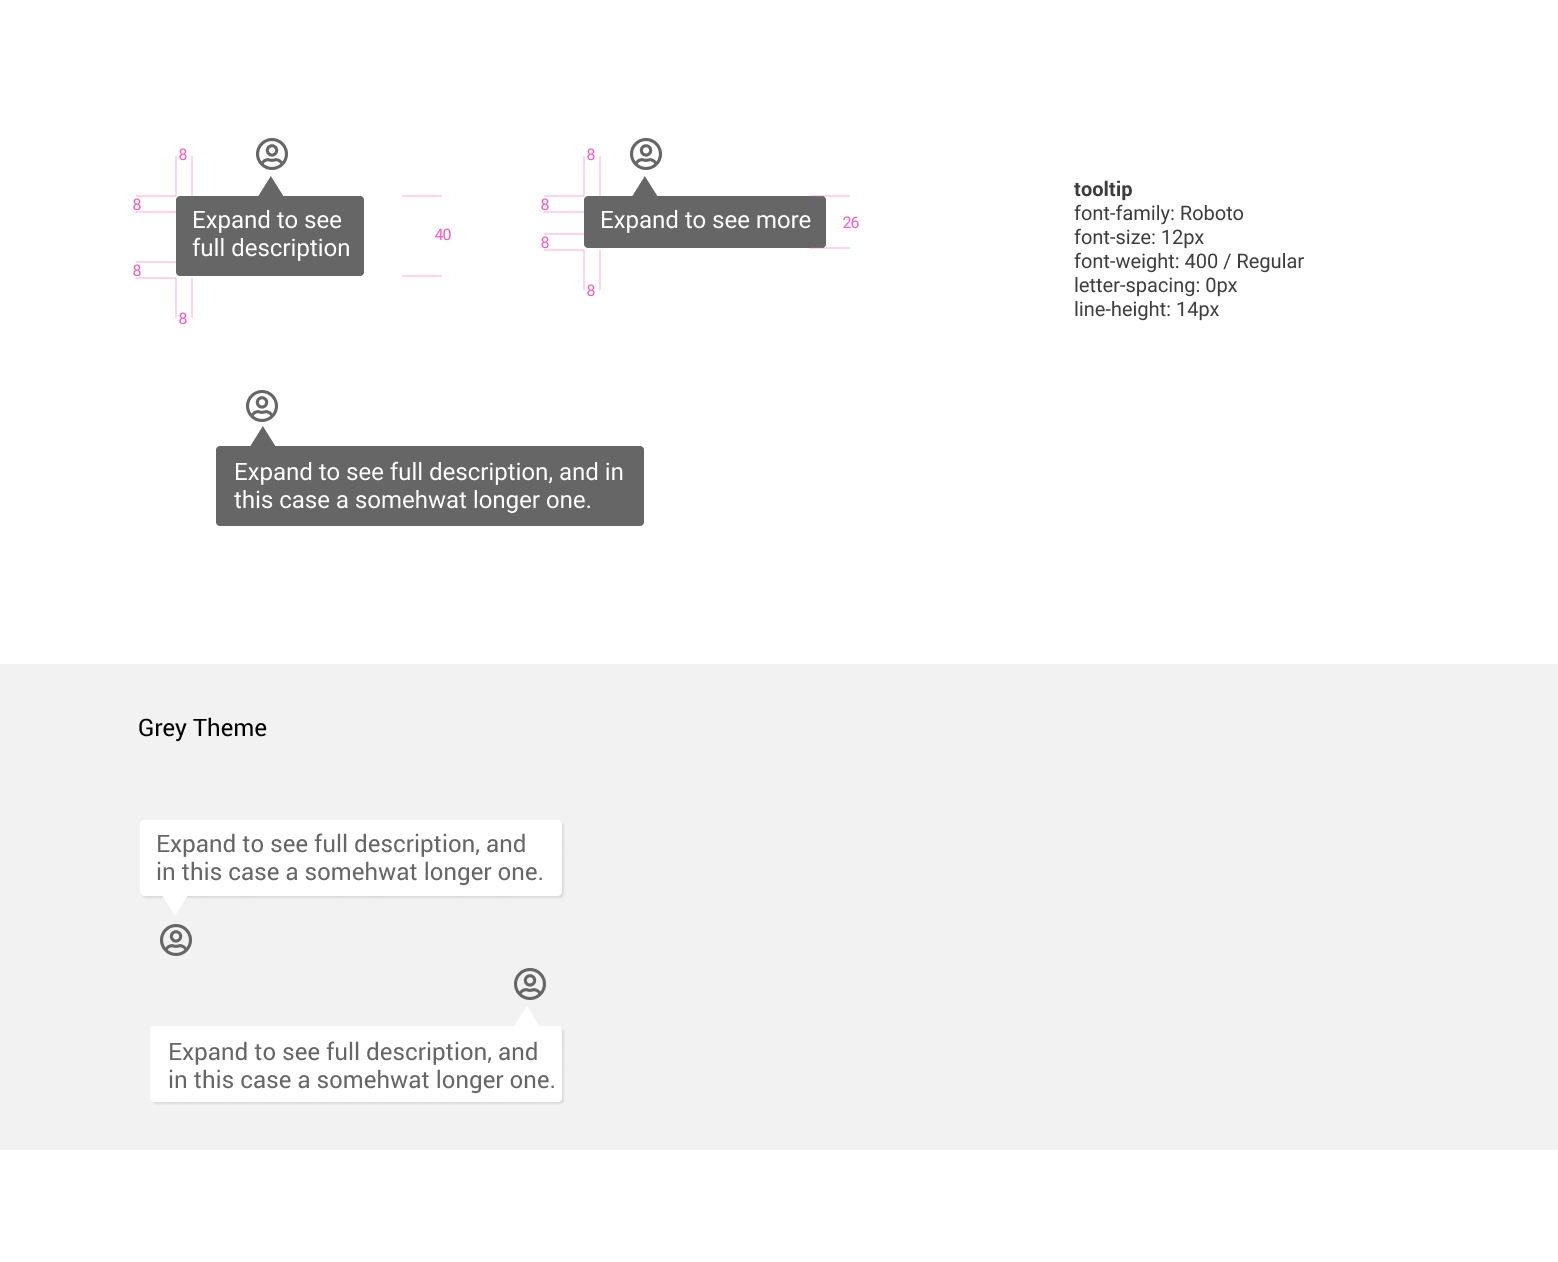 8
8
8
Expand to see
full description
40
8
8
8
8
Expand to see more
26
8
8
tooltip
font-family: Roboto
font-size: 12px
font-weight: 400 / Regular
letter-spacing: 0px
line-height: 14px
Expand to see full description, and in
this case a somehwat longer one.
Grey Theme
Expand to see full description, and
in this case a somehwat longer one.
Expand to see full description, and
in this case a somehwat longer one.